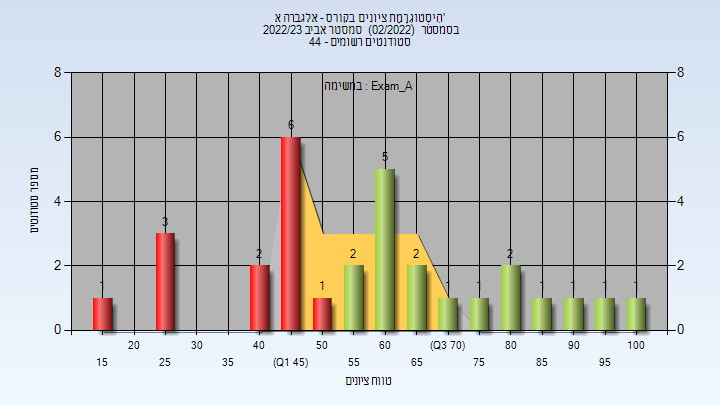 הִיסְטוֹגְרָמַת ציונים בקורס - אלגברה א'
בסמסטר (02/2022) סמסטר אביב 2022/23
סטודנטים רשומים - 44
במשימה : Exam_A
8 8
6 6
4 4
2 2
0 0
מספר סטודנטים
1 3 2 6 1 2 5 2 1 1 2 1 1 1 1
20 30 40 50 60 (Q3 70) 80 90 100
15 25 35 (Q1 45) 55 65 75 85 95
טווח ציונים